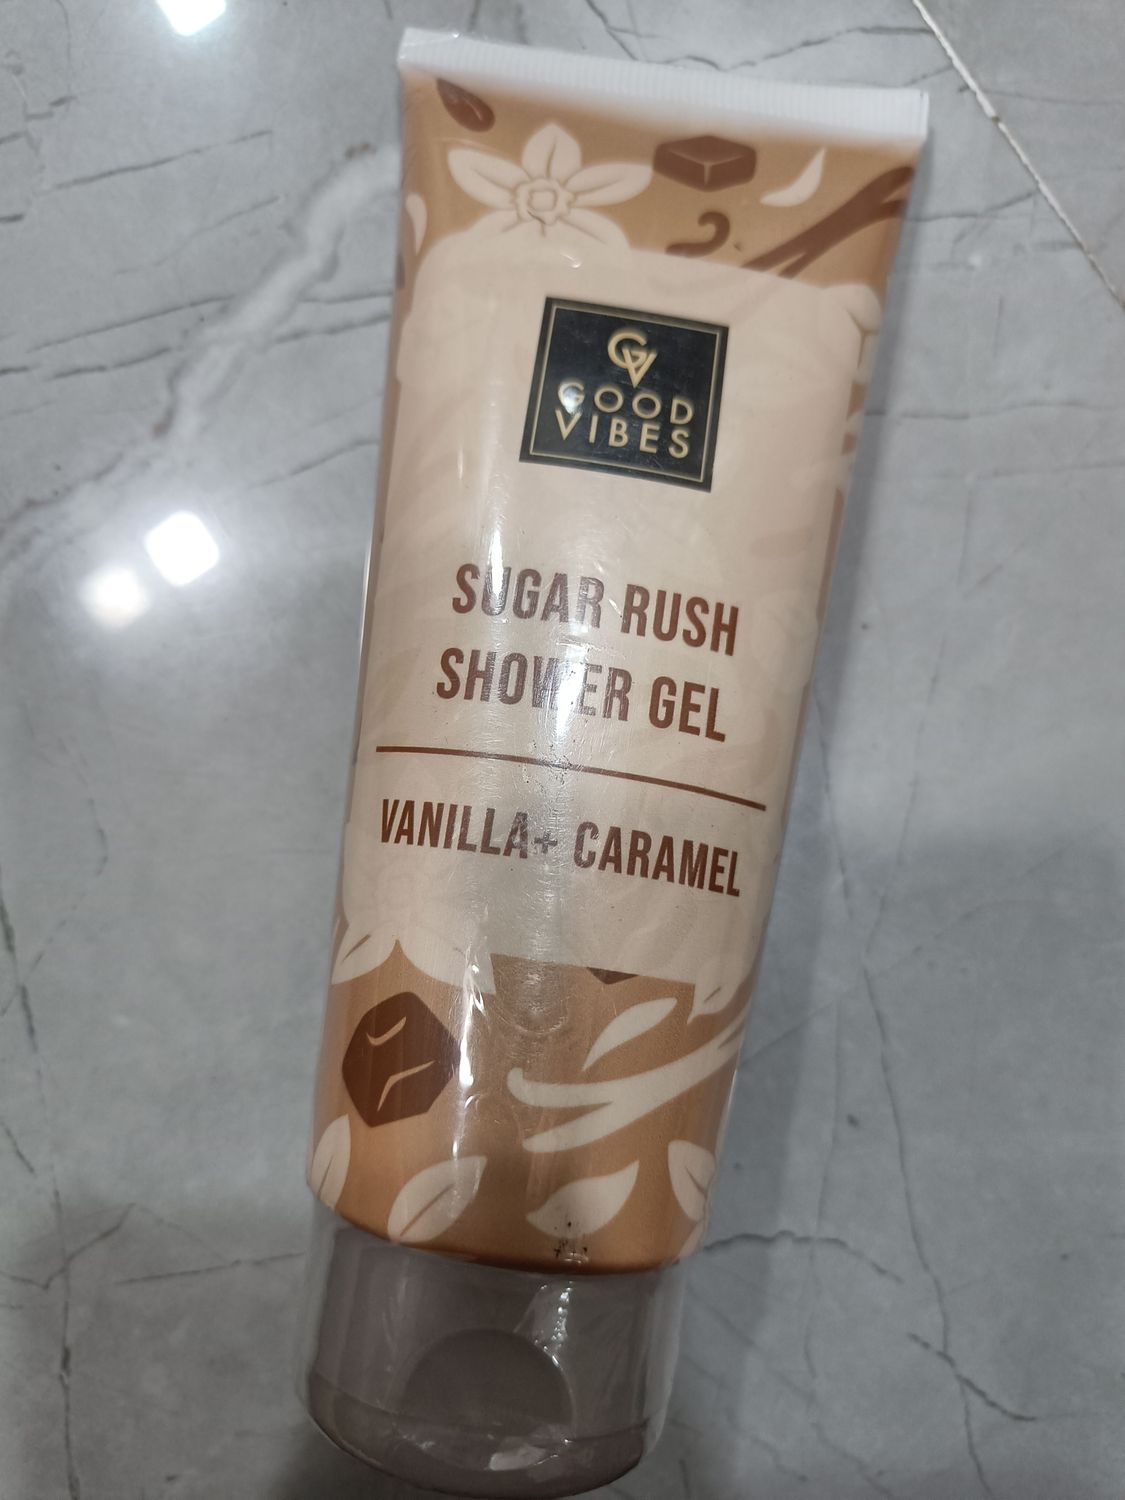 GV
GOOD
VIBES
SUGAR RUSH
SHOWER GEL
VANILLA+ CARAMEL